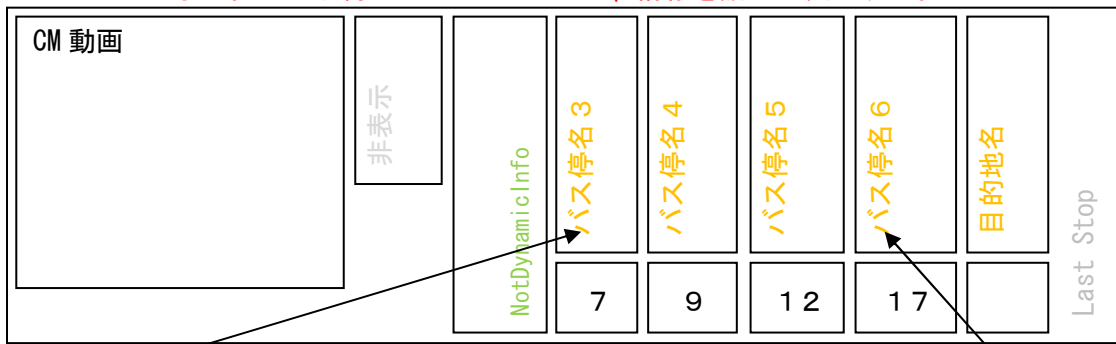 CM 動画
非表示
NotDynamicInfo
バス停名３
バス停名４
バス停名５
バス停名６
目的地名
Last Stop
７
９
１２
１７